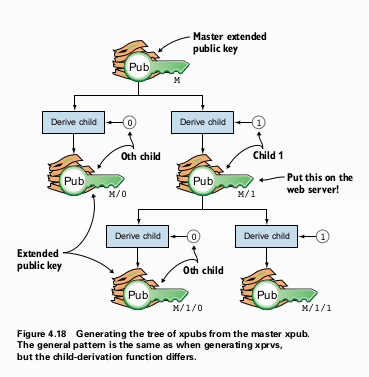 Master extended
public key
Pub
M
Derive child
0
Derive child
1
0th child
Child 1
Pub
M/0
Pub
M/1
Put this on the
web server!
Derive child
0
Derive child
1
Extended
public key
0th child
Pub
M/1/0
Pub
M/1/1
Figure 4.18 Generating the tree of xpubs from the master xpub.
The general pattern is the same as when generating xprvs,
but the child-derivation function differs.